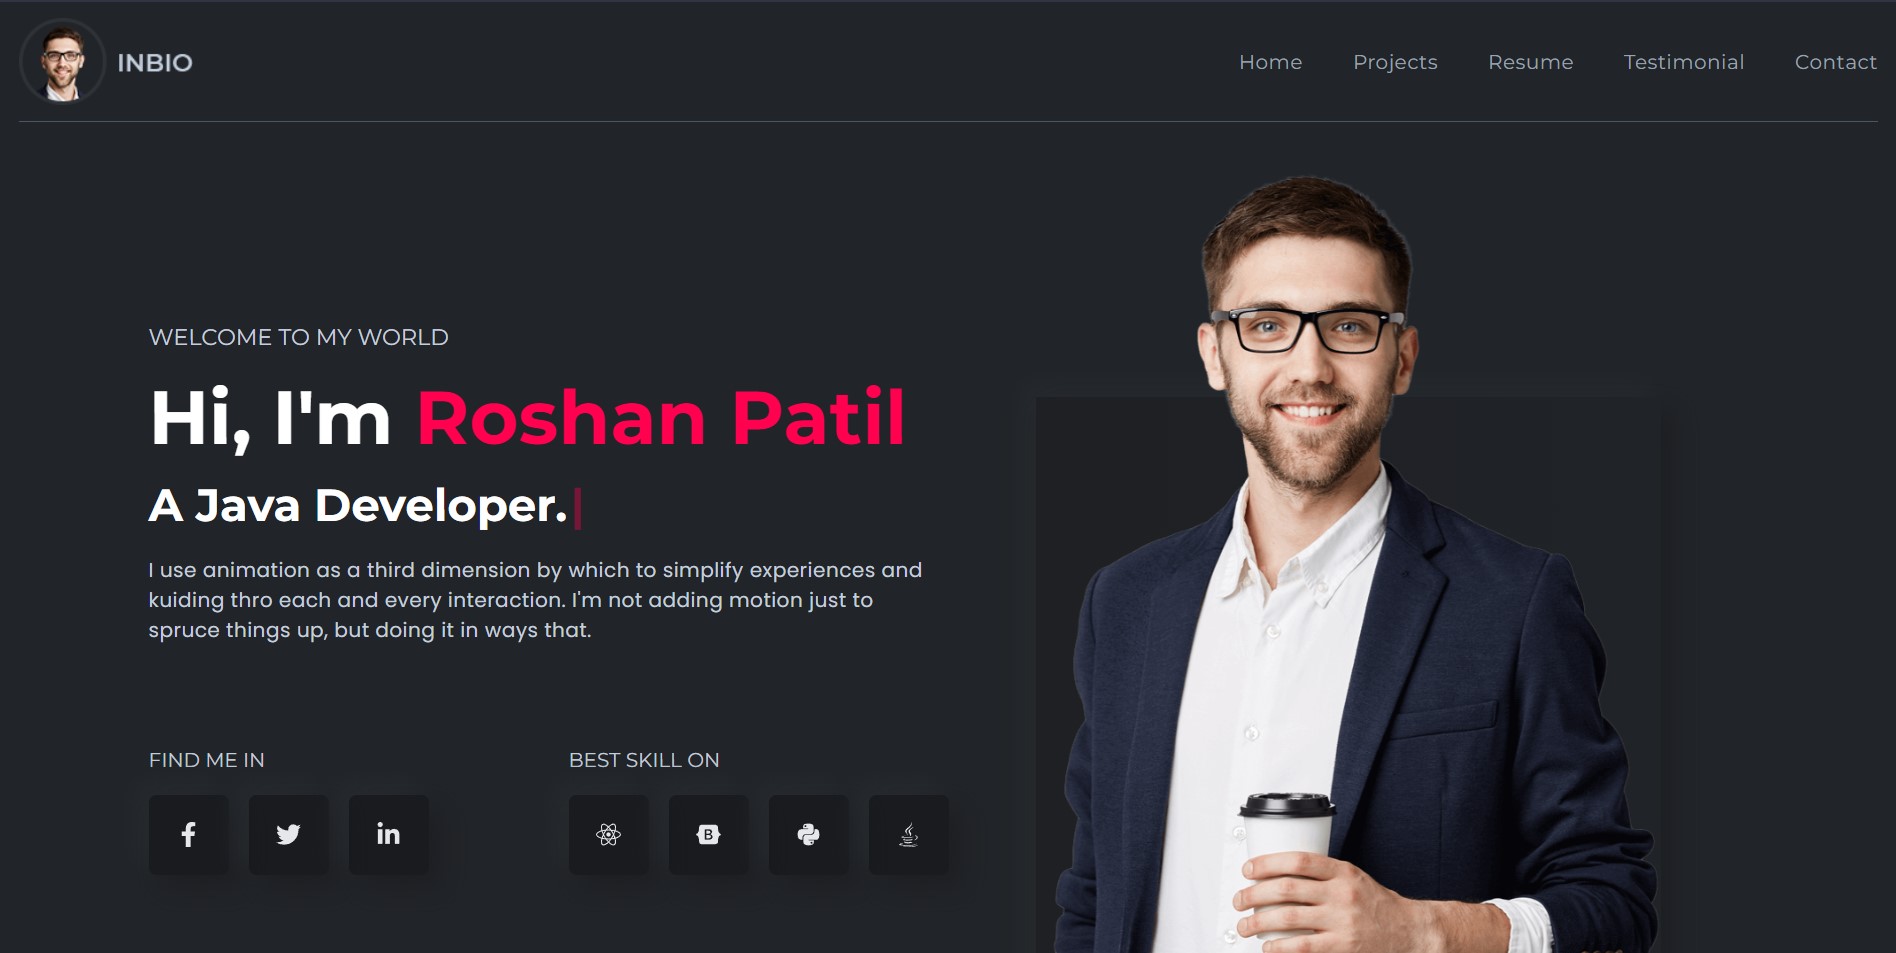 INBIO
Home Projects Resume Testimonial Contact
WELCOME TO MY WORLD
Hi, I'm Roshan Patil
A Java Developer.
I use animation as a third dimension by which to simplify experiences and
kuiding thro each and every interaction. I'm not adding motion just to
spruce things up, but doing it in ways that.
FIND ME IN
BEST SKILL ON